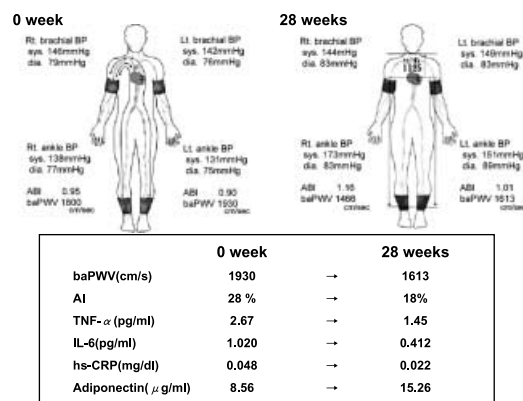 0 week
28 weeks
Rt. brachial BP
sys. 146mmHg
dia. 79mmHg
Lt. brachial BP
sys. 142mmHg
dia. 76mmHg
Rt. ankle BP
sys. 138mmHg
dia. 77mmHg
Lt. ankle BP
sys. 131mmHg
dia. 75mmHg
ABI 0.95
baPWV 1800
cm/sec
ABI 0.90
baPWV 1930
cm/sec
Rt. brachial BP
sys. 144mmHg
dia. 83mmHg
Lt. brachial BP
sys. 149mmHg
dia. 83mmHg
Rt. ankle BP
sys. 173mmHg
dia. 83mmHg
Lt. ankle BP
sys. 151mmHg
dia. 89mmHg
ABI 1.16
baPWV 1466
cm/sec
ABI 1.01
baPWV 1613
cm/sec
0 week 28 weeks
baPWV(cm/s) 1930 → 1613
AI 28 % → 18%
TNF-α(pg/ml) 2.67 → 1.45
IL-6(pg/ml) 1.020 → 0.412
hs-CRP(mg/dl) 0.048 → 0.022
Adiponectin(μg/ml) 8.56 → 15.26